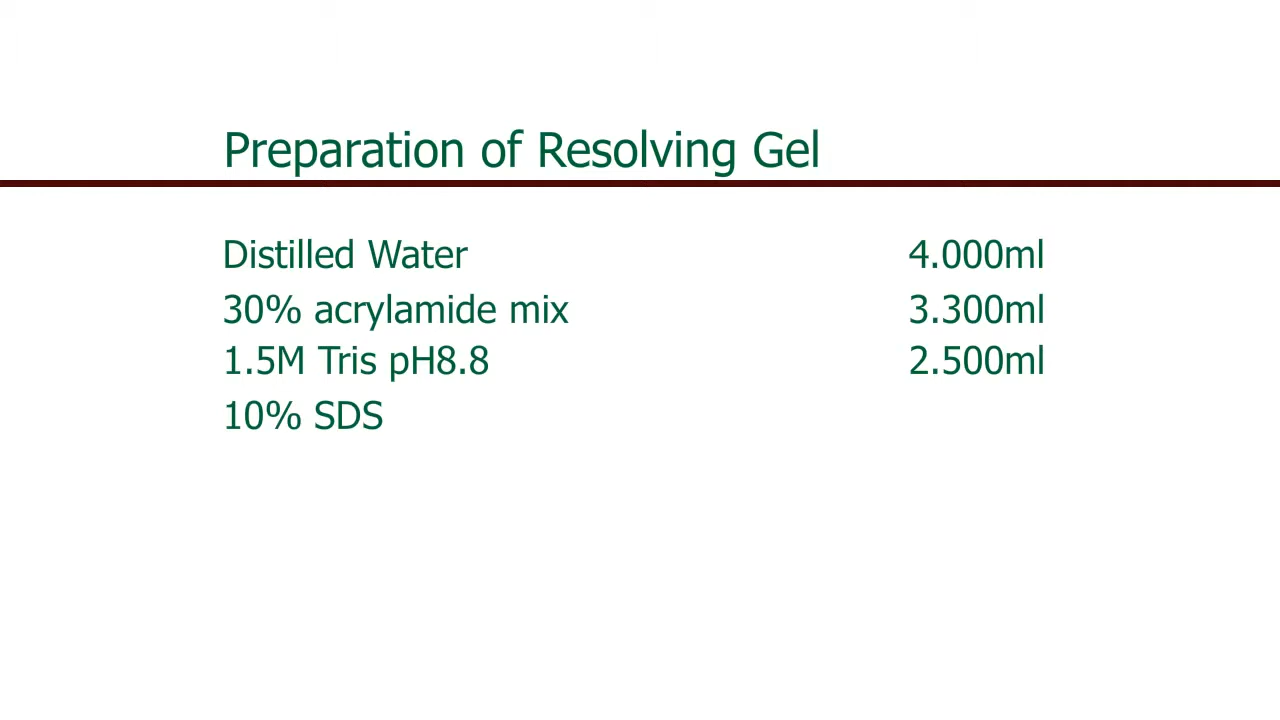 Preparation of Resolving Gel
Distilled Water 4.000ml
30% acrylamide mix 3.300ml
1.5M Tris pH8.8 2.500ml
10% SDS